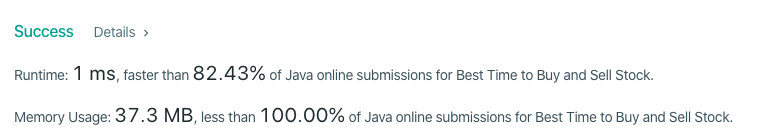 Success Details >
Runtime: 1 ms, faster than 82.43% of Java online submissions for Best Time to Buy and Sell Stock.
Memory Usage: 37.3 MB, less than 100.00% of Java online submissions for Best Time to Buy and Sell Stock.